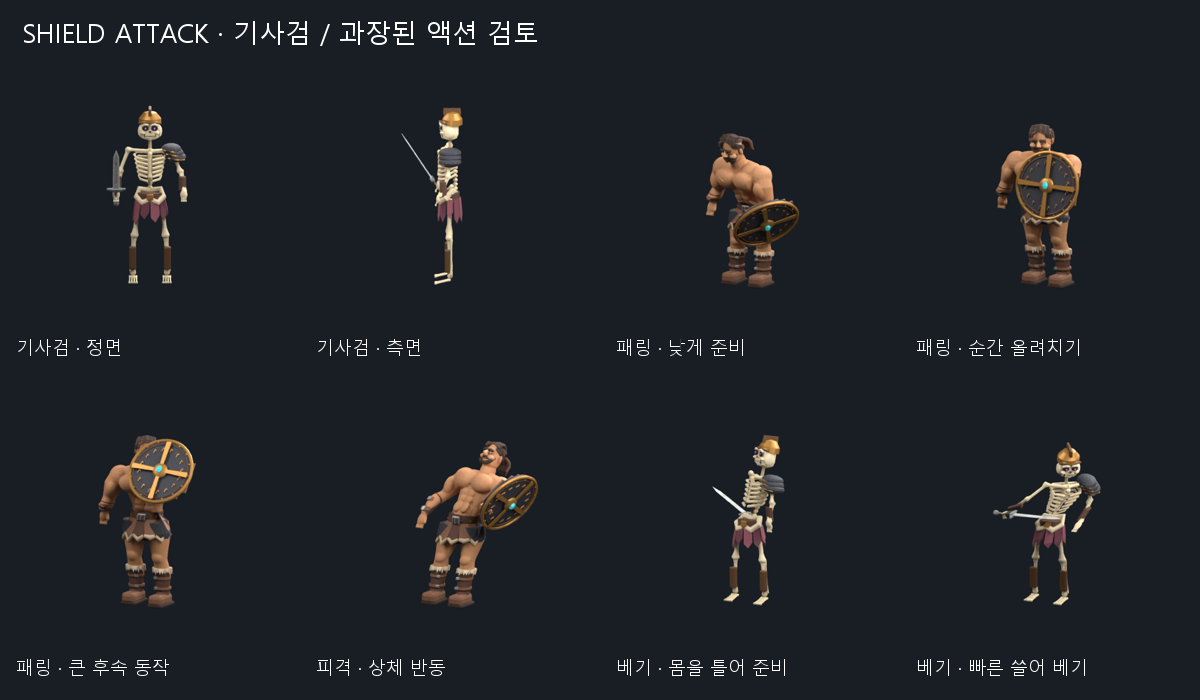 SHIELD ATTACK · 기사검 / 과장된 액션 검토
기사검 · 정면
기사검 · 측면
패링 · 낮게 준비
패링 · 순간 올려치기
패링 · 큰 후속 동작
피격 · 상체 반동
베기 · 몸을 틀어 준비
베기 · 빠른 쓸어 베기